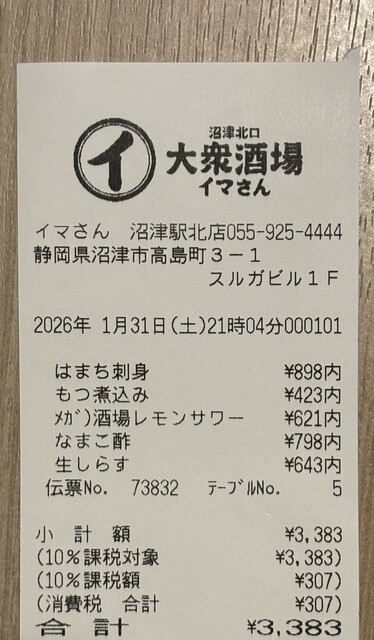 沼津北口
イ 大衆酒場
イマさん
イマさん 沼津駅北店055-925-4444
静岡県沼津市高島町3-1
スルガビル1F
2026年 1月31日(土)21時04分000101
はまち刺身 ¥898内
もつ煮込み ¥423内
メガ)酒場レモンサワー ¥621内
なまこ酢 ¥798内
生しらす ¥643内
伝票No. 73832 テーブルNo. 5
小 計 額 ¥3,383
(10%課税対象 ¥3,383)
(10%課税額 ¥307)
(消費税 合計 ¥307)
合 計 ¥3,383